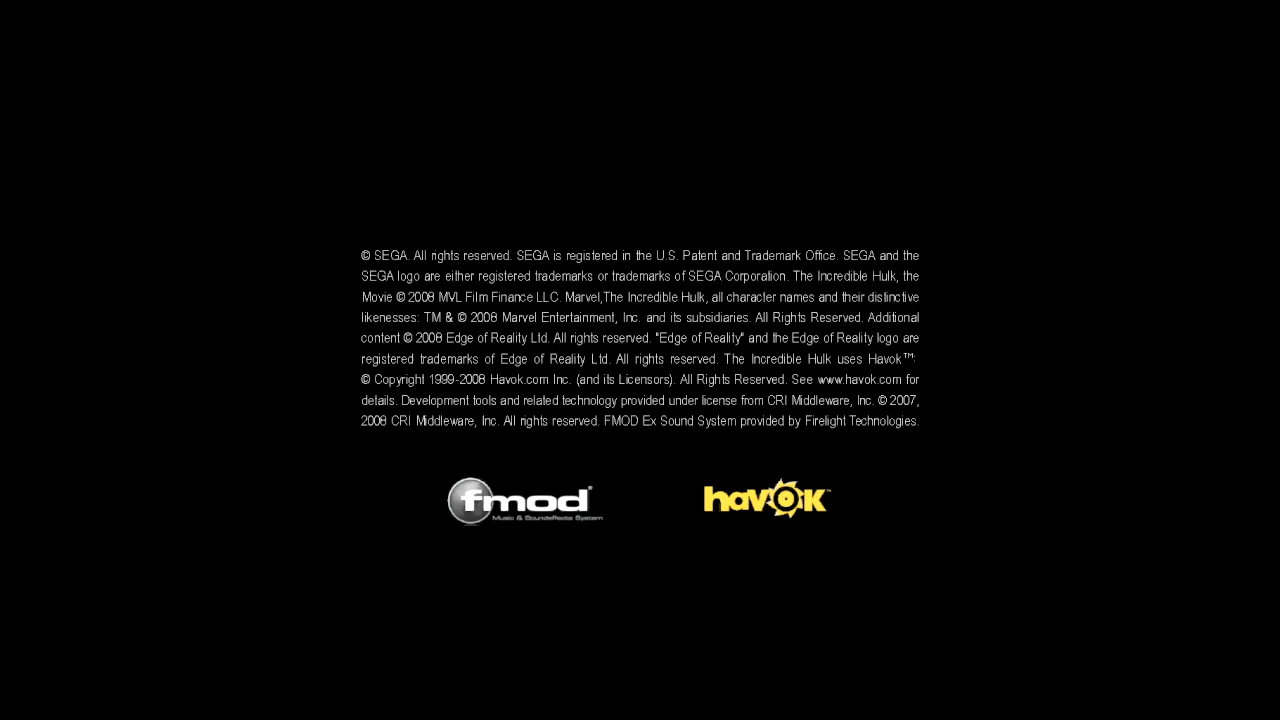 © SEGA. All rights reserved. SEGA is registered in the U.S. Patent and Trademark Office. SEGA and the
SEGA logo are either registered trademarks or trademarks of SEGA Corporation. The Incredible Hulk, the
Movie © 2008 MVL Film Finance LLC. Marvel,The Incredible Hulk, all character names and their distinctive
likenesses: TM & © 2008 Marvel Entertainment, Inc. and its subsidiaries. All Rights Reserved. Additional
content © 2008 Edge of Reality Ltd. All rights reserved. "Edge of Reality" and the Edge of Reality logo are
registered trademarks of Edge of Reality Ltd. All rights reserved. The Incredible Hulk uses Havok™:
© Copyright 1999-2008 Havok.com Inc. (and its Licensors). All Rights Reserved. See www.havok.com for
details. Development tools and related technology provided under license from CRI Middleware, Inc. © 2007,
2008 CRI Middleware, Inc. All rights reserved. FMOD Ex Sound System provided by Firelight Technologies.
fmod®
Music & Soundeffects System
havok™